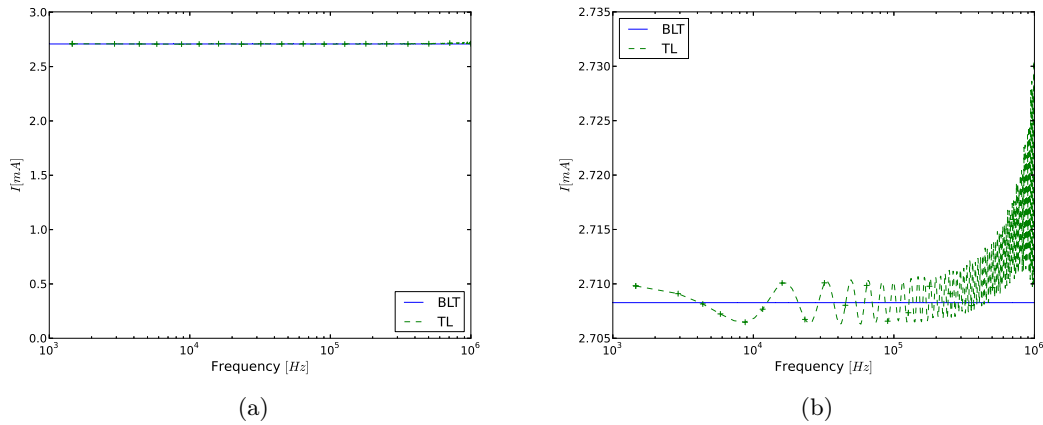 3.0
2.5
2.0
1.5
1.0
0.5
0.0
I[mA]
BLT
TL
10^3
10^4
10^5
10^6
Frequency [Hz]
(a)
2.735
2.730
2.725
2.720
2.715
2.710
2.705
I[mA]
BLT
TL
10^3
10^4
10^5
10^6
Frequency [Hz]
(b)